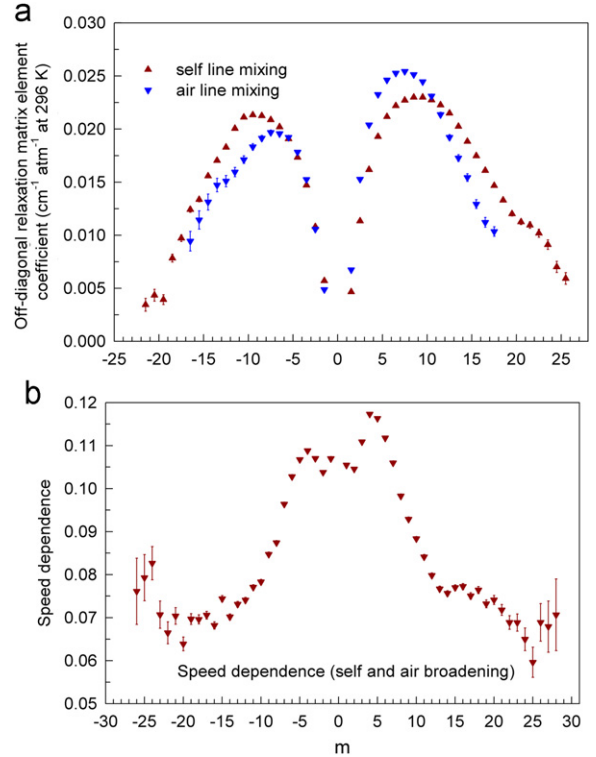 a
Off-diagonal relaxation matrix element
coefficient (cm⁻¹ atm⁻¹ at 296 K)
0.030
0.025
0.020
0.015
0.010
0.005
0.000
self line mixing
air line mixing
-25 -20 -15 -10 -5 0 5 10 15 20 25
b
Speed dependence
0.12
0.11
0.10
0.09
0.08
0.07
0.06
0.05
Speed dependence (self and air broadening)
-30 -25 -20 -15 -10 -5 0 5 10 15 20 25 30
m